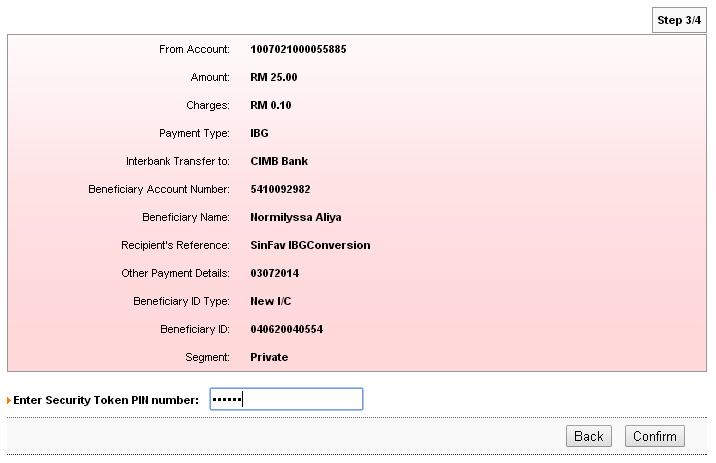 Step 3/4
From Account: 1007021000055885
Amount: RM 25.00
Charges: RM 0.10
Payment Type: IBG
Interbank Transfer to: CIMB Bank
Beneficiary Account Number: 5410092982
Beneficiary Name: Normilyssa Aliya
Recipient's Reference: SinFav IBGConversion
Other Payment Details: 03072014
Beneficiary ID Type: New I/C
Beneficiary ID: 040620040554
Segment: Private
Enter Security Token PIN number: ••••••
Back Confirm